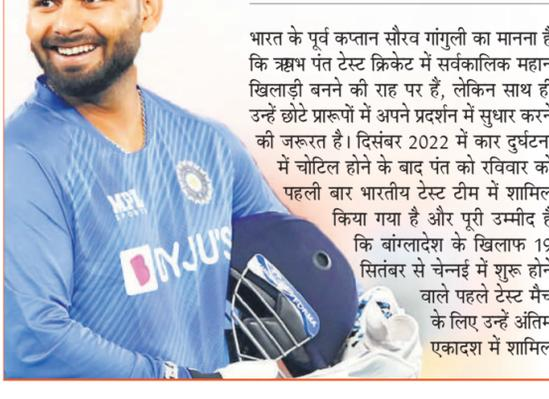 भारत के पूर्व कप्तान सौरव गांगुली का मानना है
कि ऋषभ पंत टेस्ट क्रिकेट में सर्वकालिक महान
खिलाड़ी बनने की राह पर हैं, लेकिन साथ ही
उन्हें छोटे प्रारूपों में अपने प्रदर्शन में सुधार करने
की जरूरत है। दिसंबर 2022 में कार दुर्घटना
में चोटिल होने के बाद पंत को रविवार को
पहली बार भारतीय टेस्ट टीम में शामिल
किया गया है और पूरी उम्मीद है
कि बांग्लादेश के खिलाफ 19
सितंबर से चेन्नई में शुरू होने
वाले पहले टेस्ट मैच
के लिए उन्हें अंतिम
एकादश में शामिल
MPL
SPORTS
BYJU'S